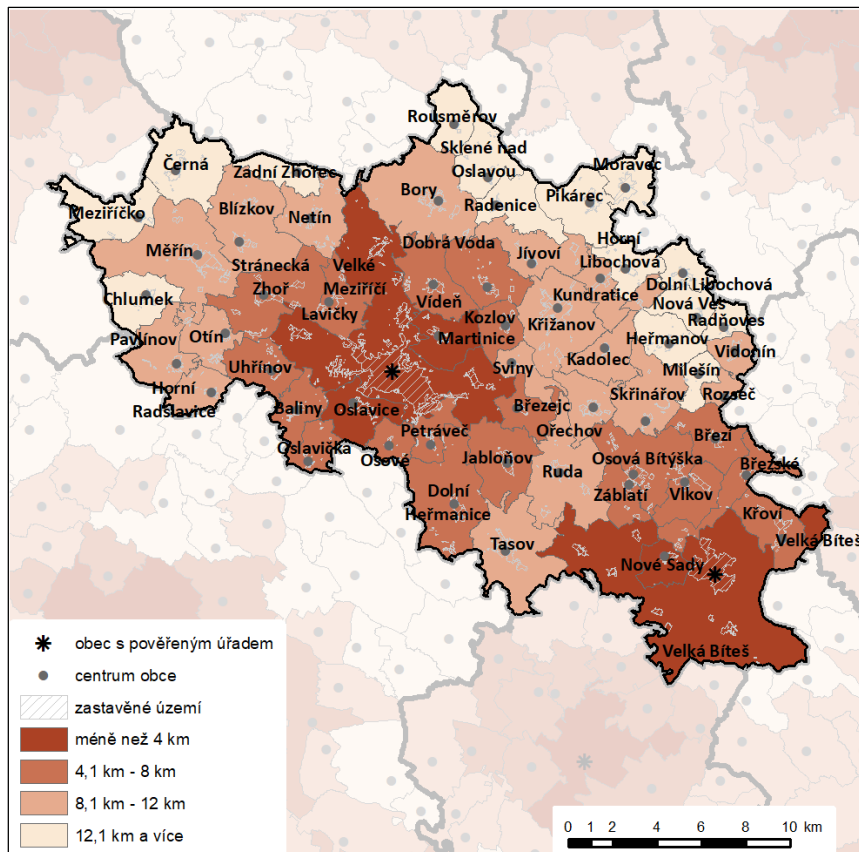 Rousměrov
Sklené nad
Oslavou
Černá
Zadní Zhořec
Moravec
Bory
Radenice
Pikárec
Meziříčko
Blízkov
Netín
Horní
Libochová
Měřín
Dobrá Voda
Jívoví
Stránecká
Zhoř
Velké
Meziříčí
Dolní Libochová
Chlumek
Lavičky
Vídeň
Kundratice
Nová Ves
Kozlov
Křižanov
Radňoves
Pavlínov
Otín
Martinice
Heřmanov
Vidonín
Uhřínov
Sviny
Kadolec
Milešín
Horní
Radslavice
Baliny
Oslavice
Březejc
Skřinářov
Rozseč
Oslavička
Osové
Petráveč
Ořechov
Březí
Jabloňov
Ruda
Osová Bítýška
Březské
Dolní
Heřmanice
Záblatí
Vlkov
Křoví
Tasov
Velká Bíteš
Nové Sady
Velká Bíteš
obec s pověřeným úřadem
centrum obce
zastavěné území
méně než 4 km
4,1 km - 8 km
8,1 km - 12 km
12,1 km a více
0 1 2 4 6 8 10 km